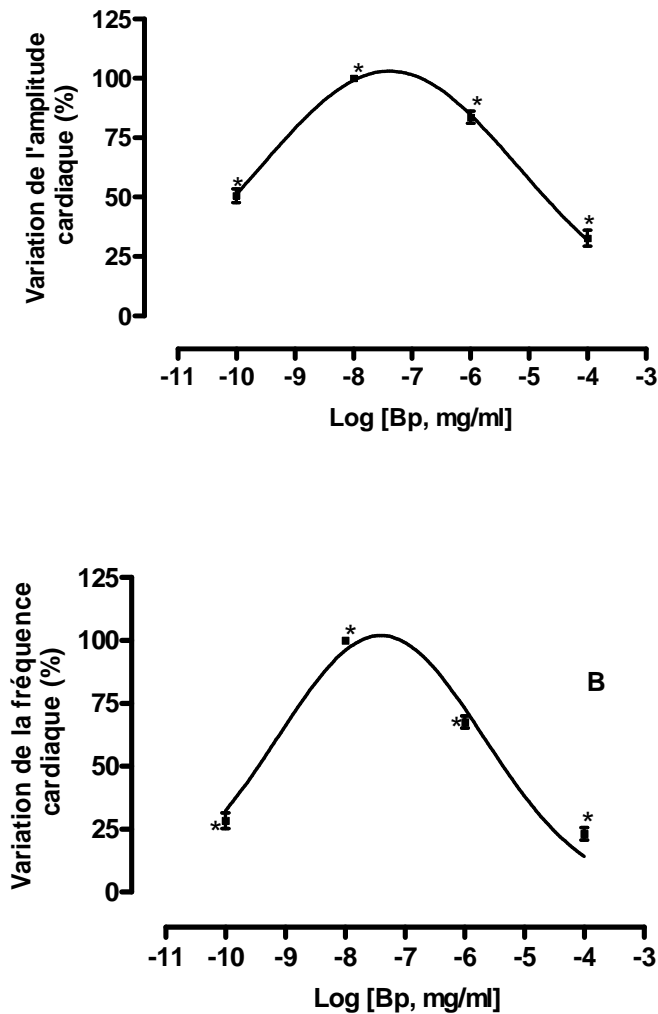 Variation de l'amplitude
cardiaque (%)
125
100
75
50
25
0
*
*
*
*
-11 -10 -9 -8 -7 -6 -5 -4 -3
Log [Bp, mg/ml]
Variation de la fréquence
cardiaque (%)
125
100
75
50
25
0
*
*
*
*
B
-11 -10 -9 -8 -7 -6 -5 -4 -3
Log [Bp, mg/ml]